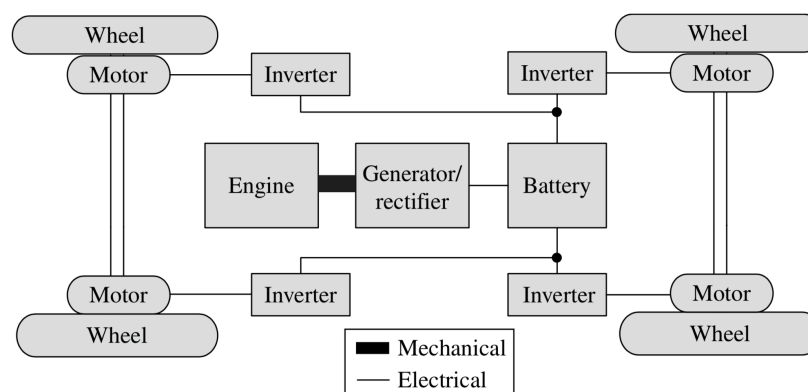 Wheel
Wheel
Motor
Inverter
Inverter
Motor
Engine
Generator/
rectifier
Battery
Motor
Inverter
Inverter
Motor
Wheel
Wheel
Mechanical
Electrical